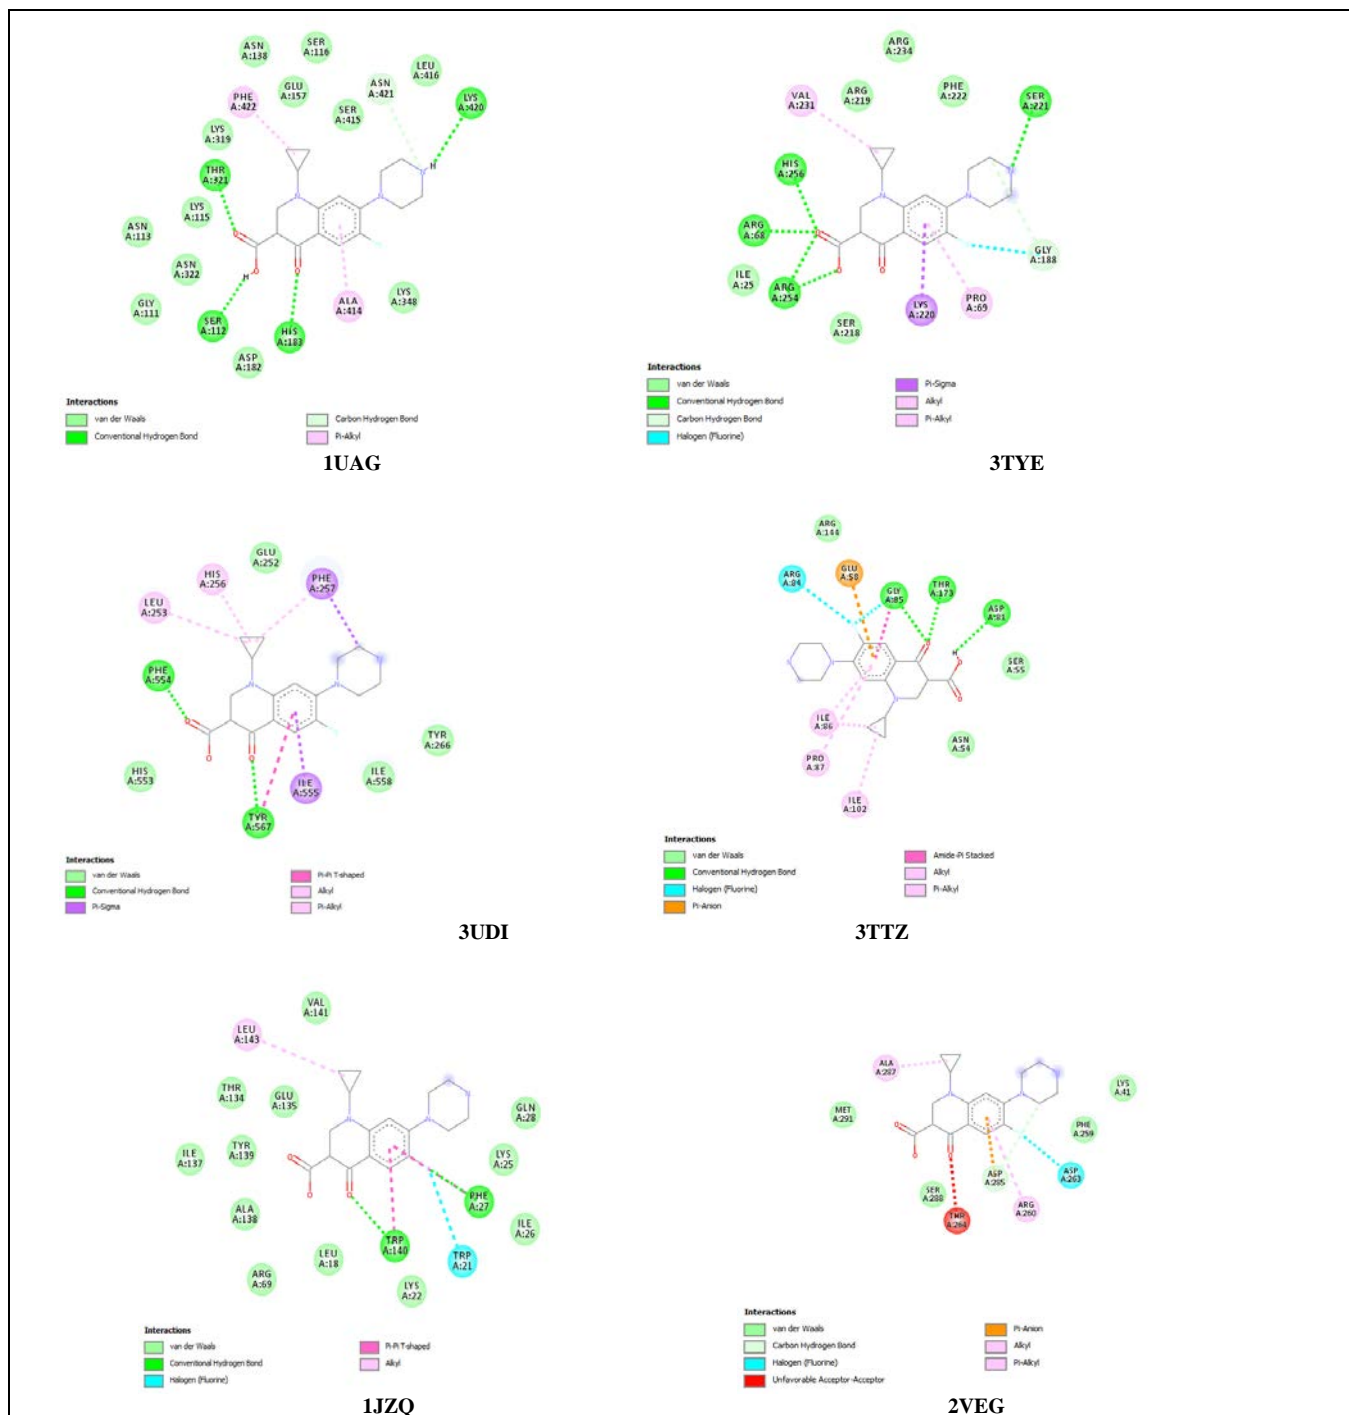 ASN
A:138
SER
A:116
LEU
A:416
PHE
A:422
GLU
A:157
ASN
A:421
LYS
A:420
SER
A:415
LYS
A:319
THR
A:321
LYS
A:115
ASN
A:113
ASN
A:322
GLY
A:111
SER
A:112
HIS
A:183
ALA
A:414
LYS
A:348
ASP
A:182
H
N
N
N
O
O
O
H
Interactions
van der Waals
Conventional Hydrogen Bond
Carbon Hydrogen Bond
Pi-Alkyl
1UAG
ARG
A:234
VAL
A:231
ARG
A:219
PHE
A:222
SER
A:221
HIS
A:256
ARG
A:68
ILE
A:25
ARG
A:254
SER
A:218
LYS
A:220
PRO
A:69
GLY
A:188
Interactions
van der Waals
Conventional Hydrogen Bond
Carbon Hydrogen Bond
Halogen (Fluorine)
Pi-Sigma
Alkyl
Pi-Alkyl
3TYE
GLU
A:252
HIS
A:256
PHE
A:257
LEU
A:253
PHE
A:554
HIS
A:553
TYR
A:567
ILE
A:555
ILE
A:558
TYR
A:266
Interactions
van der Waals
Conventional Hydrogen Bond
Pi-Sigma
Pi-Pi T-shaped
Alkyl
Pi-Alkyl
3UDI
ARG
A:144
ARG
A:84
GLU
A:58
GLY
A:85
THR
A:173
ASP
A:81
SER
A:55
ASN
A:54
ILE
A:86
PRO
A:87
ILE
A:102
Interactions
van der Waals
Conventional Hydrogen Bond
Halogen (Fluorine)
Pi-Anion
Amide-Pi Stacked
Alkyl
Pi-Alkyl
3TTZ
VAL
A:141
LEU
A:143
THR
A:134
GLU
A:135
ILE
A:137
TYR
A:139
ALA
A:138
ARG
A:69
LEU
A:18
TRP
A:140
LYS
A:22
TRP
A:21
PHE
A:27
ILE
A:26
LYS
A:25
GLN
A:28
Interactions
van der Waals
Conventional Hydrogen Bond
Halogen (Fluorine)
Pi-Pi T-shaped
Alkyl
1JZQ
ALA
A:287
LYS
A:41
MET
A:291
PHE
A:259
ASP
A:263
ASP
A:285
SER
A:288
THR
A:284
ARG
A:260
Interactions
van der Waals
Carbon Hydrogen Bond
Halogen (Fluorine)
Unfavorable Acceptor-Acceptor
Pi-Anion
Alkyl
Pi-Alkyl
2VEG